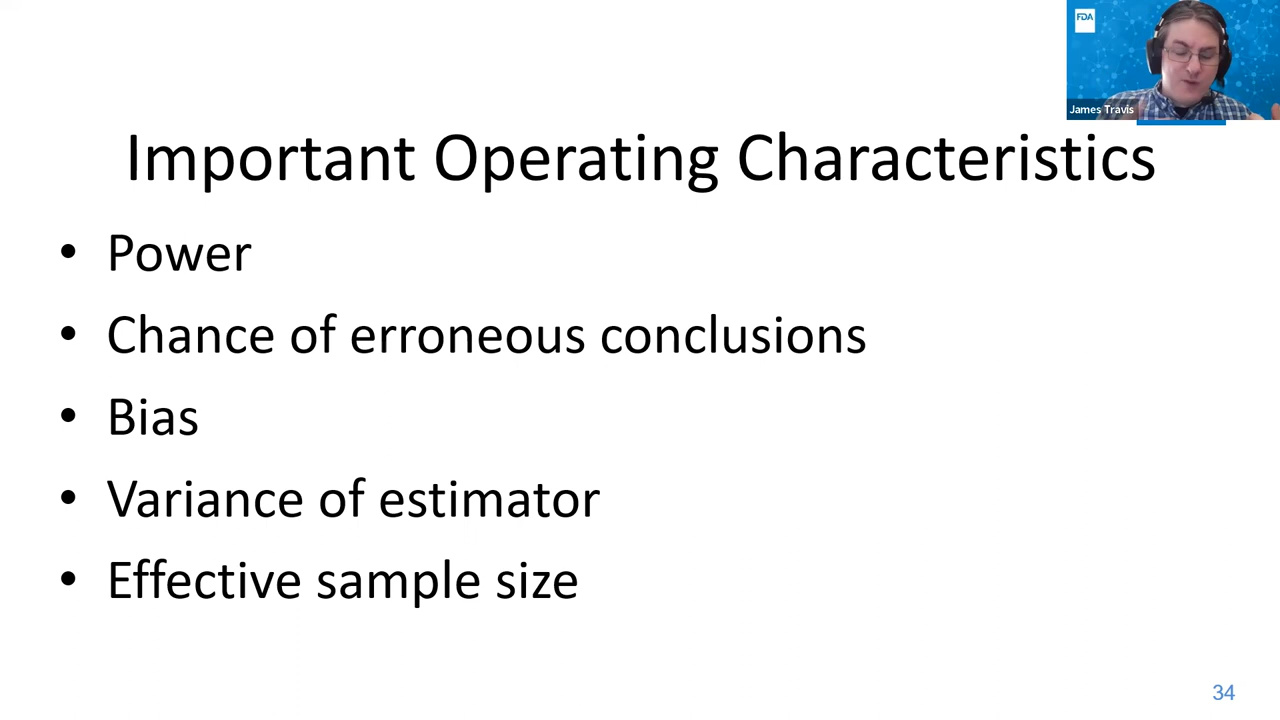 FDA
James Travis
Important Operating Characteristics
• Power
• Chance of erroneous conclusions
• Bias
• Variance of estimator
• Effective sample size
34